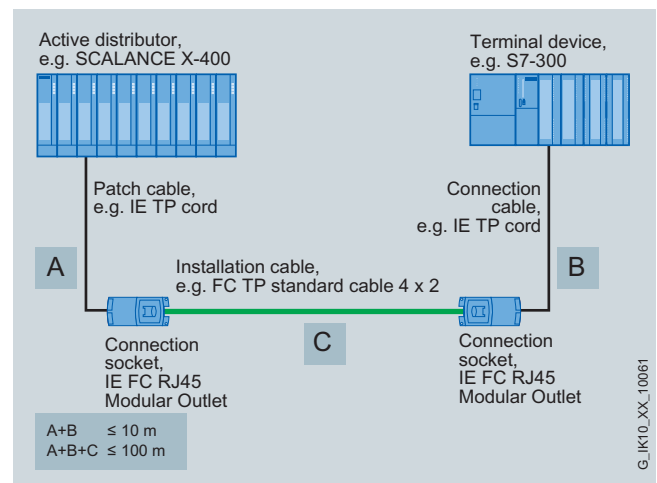 Active distributor,
e.g. SCALANCE X-400
Terminal device,
e.g. S7-300
Patch cable,
e.g. IE TP cord
Connection
cable,
e.g. IE TP cord
A
B
Installation cable,
e.g. FC TP standard cable 4 x 2
C
Connection
socket,
IE FC RJ45
Modular Outlet
Connection
socket,
IE FC RJ45
Modular Outlet
A+B ≤ 10 m
A+B+C ≤ 100 m
G_IK10_XX_10061